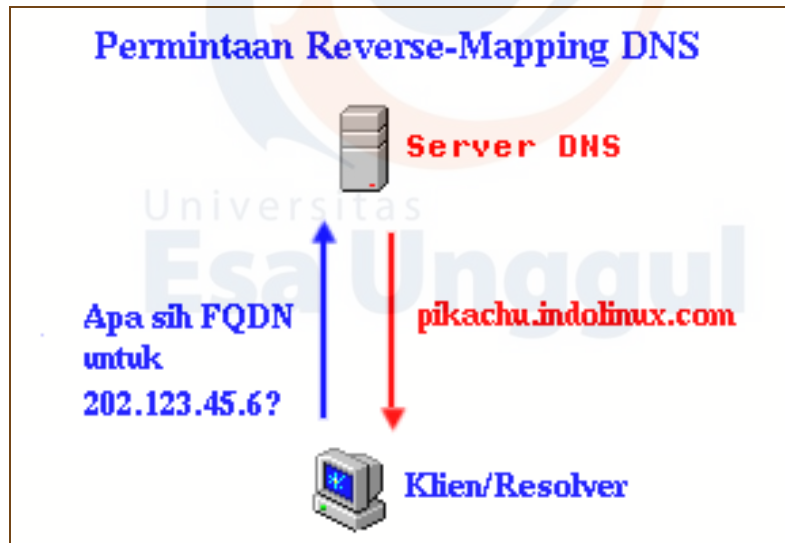 Permintaan Reverse-Mapping DNS
Server DNS
Universitas
Esa Unggul
Apa sih FQDN
untuk
202.123.45.6?
pikachu.indolinux.com
Klien/Resolver